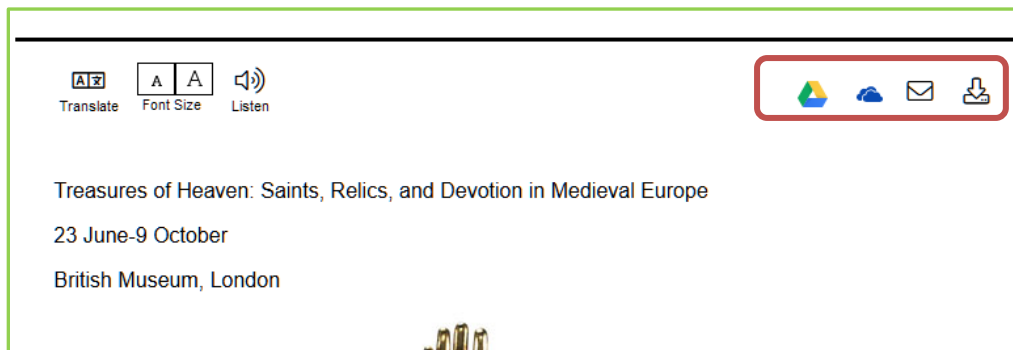 A
A A
Translate Font Size Listen
Treasures of Heaven: Saints, Relics, and Devotion in Medieval Europe
23 June-9 October
British Museum, London